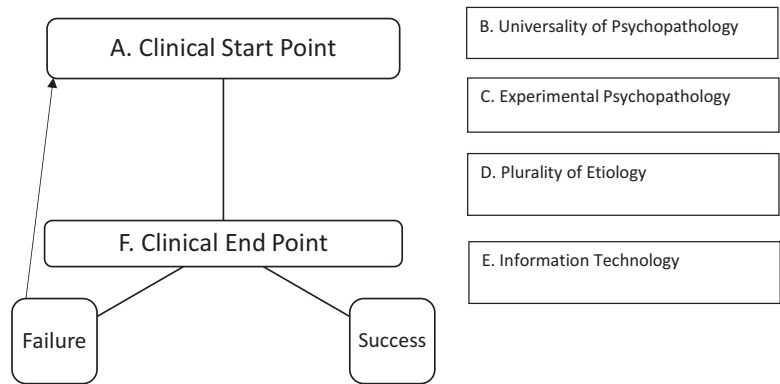 A. Clinical Start Point
F. Clinical End Point
Failure
Success
B. Universality of Psychopathology
C. Experimental Psychopathology
D. Plurality of Etiology
E. Information Technology